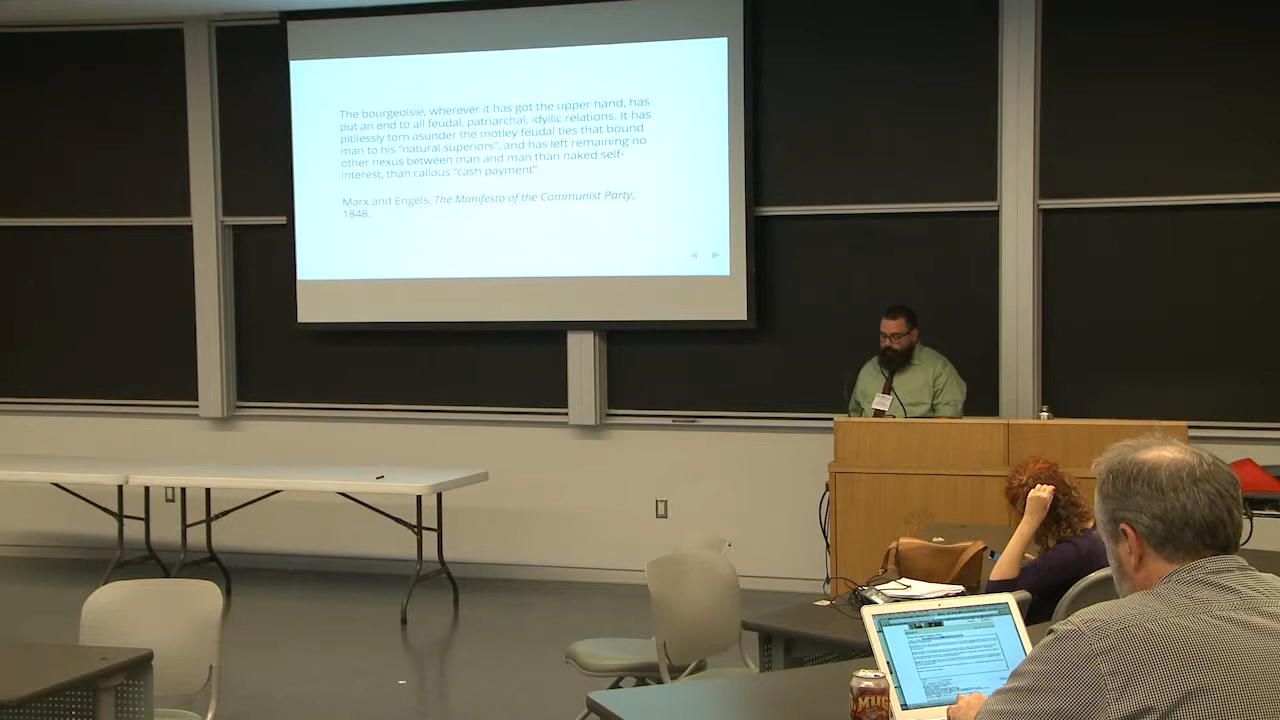 The bourgeoisie, wherever it has got the upper hand, has
put an end to all feudal, patriarchal, idyllic relations. It has
pitilessly torn asunder the motley feudal ties that bound
man to his “natural superiors”, and has left remaining no
other nexus between man and man than naked self-
interest, than callous “cash payment”.
Marx and Engels, The Manifesto of the Communist Party,
1848.
MUG